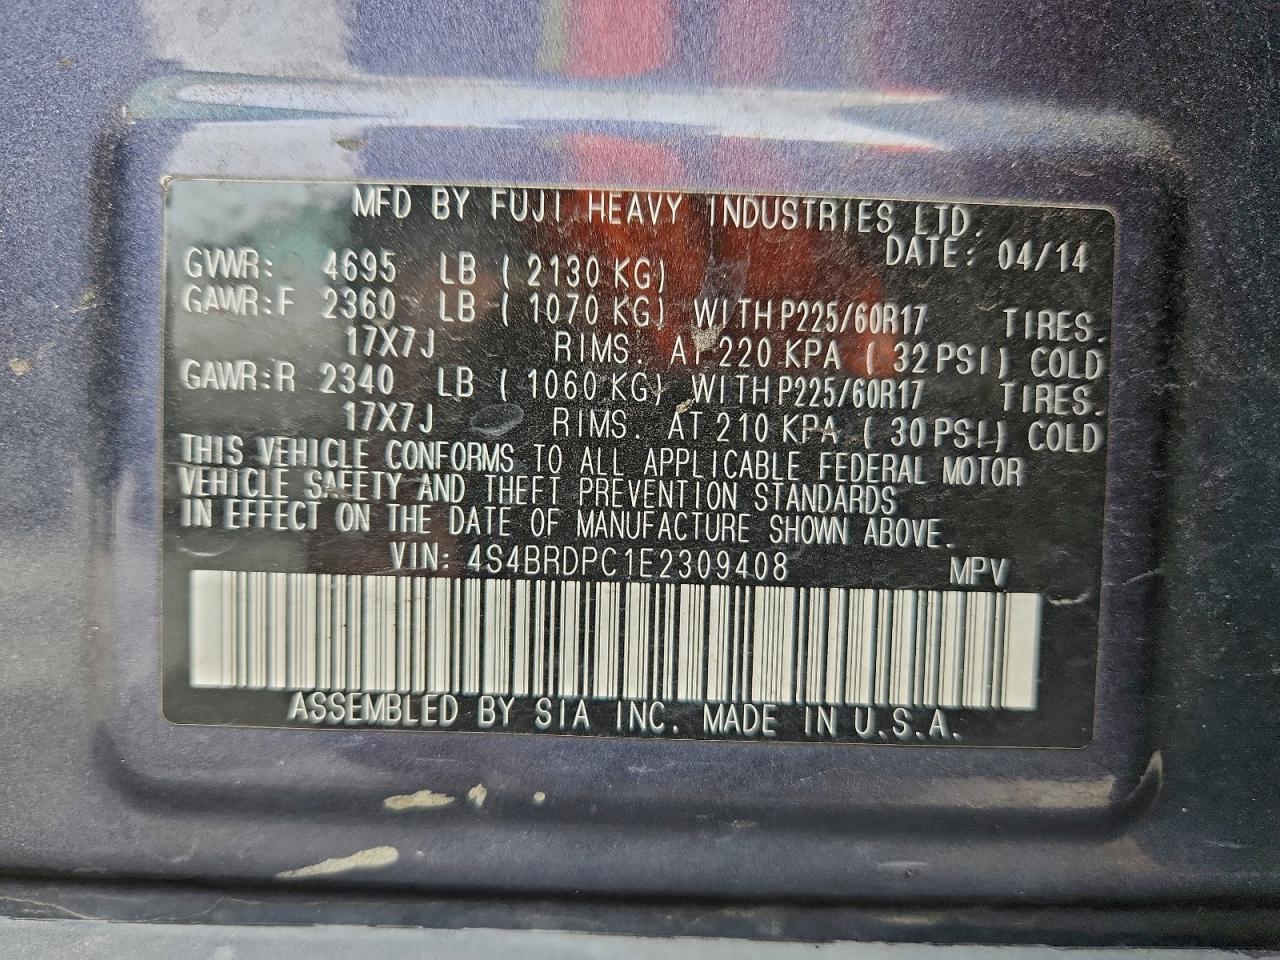 MFD BY FUJI HEAVY INDUSTRIES LTD.
DATE: 04/14
GVWR: 4695 LB ( 2130 KG)
GAWR:F 2360 LB ( 1070 KG) WITH P225/60R17 TIRES.
17X7J RIMS. AT 220 KPA ( 32 PSI) COLD
GAWR:R 2340 LB ( 1060 KG) WITH P225/60R17 TIRES.
17X7J RIMS. AT 210 KPA ( 30 PSI) COLD
THIS VEHICLE CONFORMS TO ALL APPLICABLE FEDERAL MOTOR
VEHICLE SAFETY AND THEFT PREVENTION STANDARDS
IN EFFECT ON THE DATE OF MANUFACTURE SHOWN ABOVE.
VIN: 4S4BRDPC1E2309408 MPV
ASSEMBLED BY SIA INC. MADE IN U.S.A.